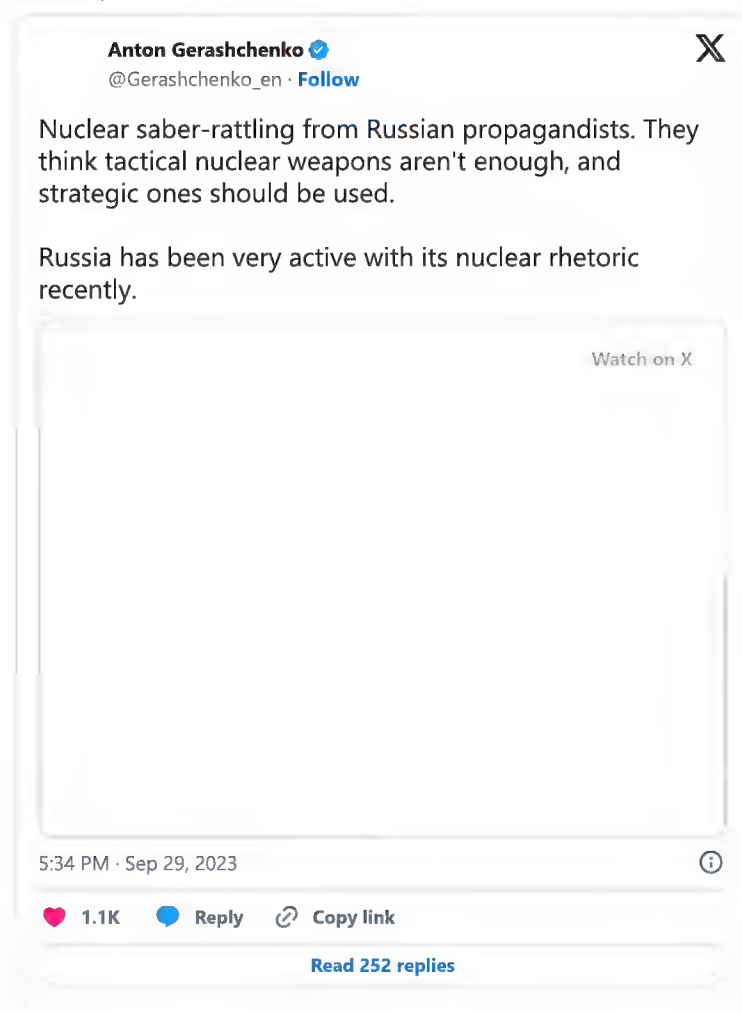 Anton Gerashchenko
@Gerashchenko_en · Follow
Nuclear saber-rattling from Russian propagandists. They
think tactical nuclear weapons aren't enough, and
strategic ones should be used.
Russia has been very active with its nuclear rhetoric
recently.
Watch on X
5:34 PM · Sep 29, 2023
1.1K Reply Copy link
Read 252 replies